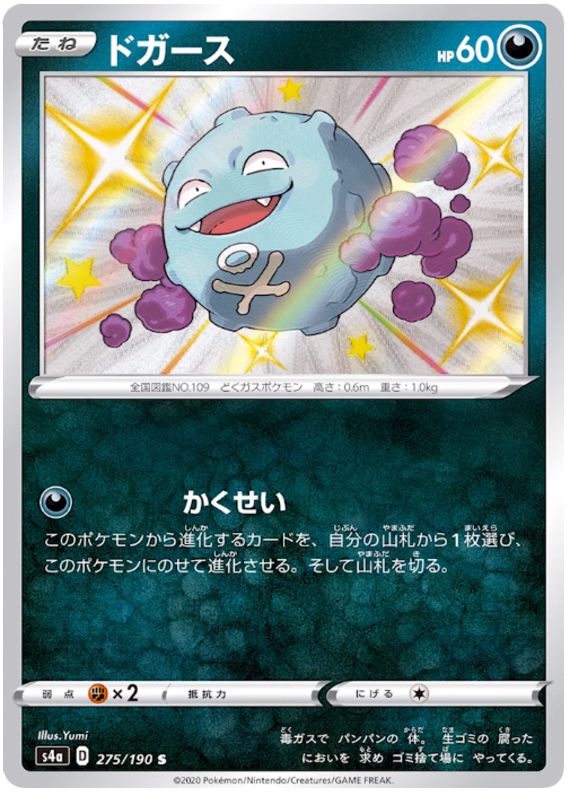 たね ドガース HP60
全国図鑑NO.109 どくガスポケモン 高さ:0.6m 重さ:1.0kg
かくせい
このポケモンから進化するカードを、自分の山札から1枚選び、
このポケモンにのせて進化させる。そして山札を切る。
弱点 ×2 抵抗力 にげる
Illus.Yumi
s4a D 275/190 S
毒ガスで パンパンの 体。生ゴミの 腐った
においを 求め ゴミ捨て場に やってくる。
©2020 Pokémon/Nintendo/Creatures/GAME FREAK.